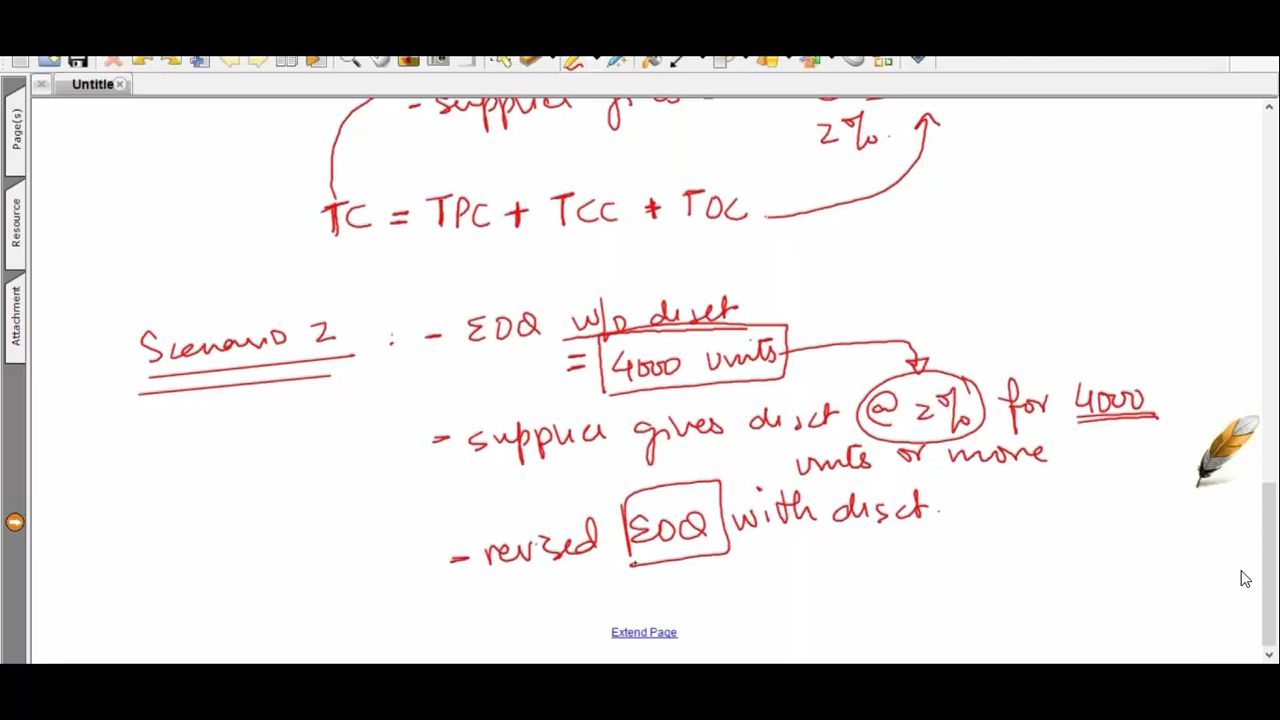 Untitle
Page(s)
Resource
Attachment
- supplier gives
2%.
TC = TPC + TCC + TOC
Scenario 2 : - EOQ w/o disct
= 4000 units
- supplier gives disct @ 2% for 4000
units or more
- revised EOQ with disct.
Extend Page